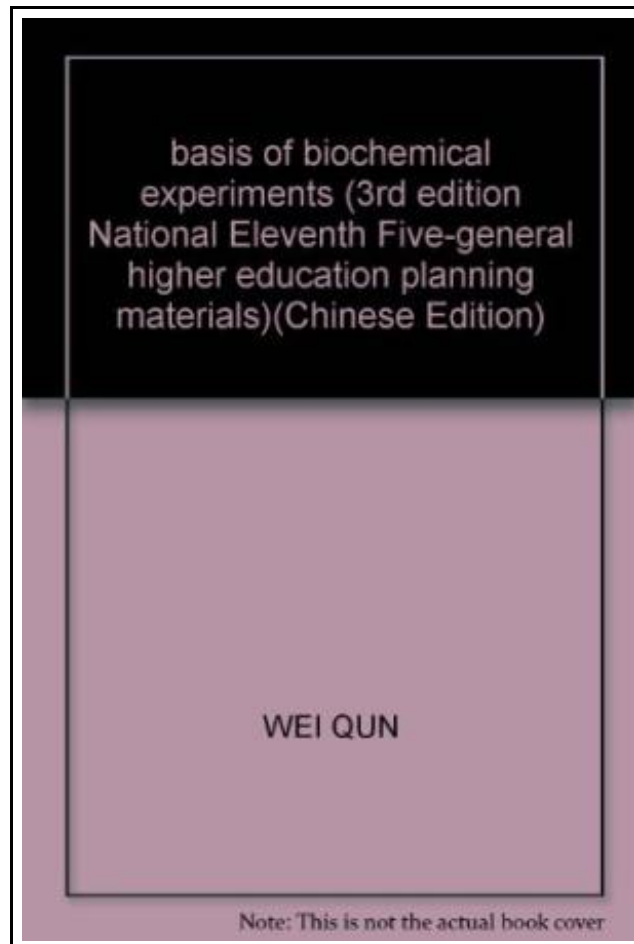 basis of biochemical
experiments (3rd edition
National Eleventh Five-general
higher education planning
materials)(Chinese Edition)
WEI QUN
Note: This is not the actual book cover